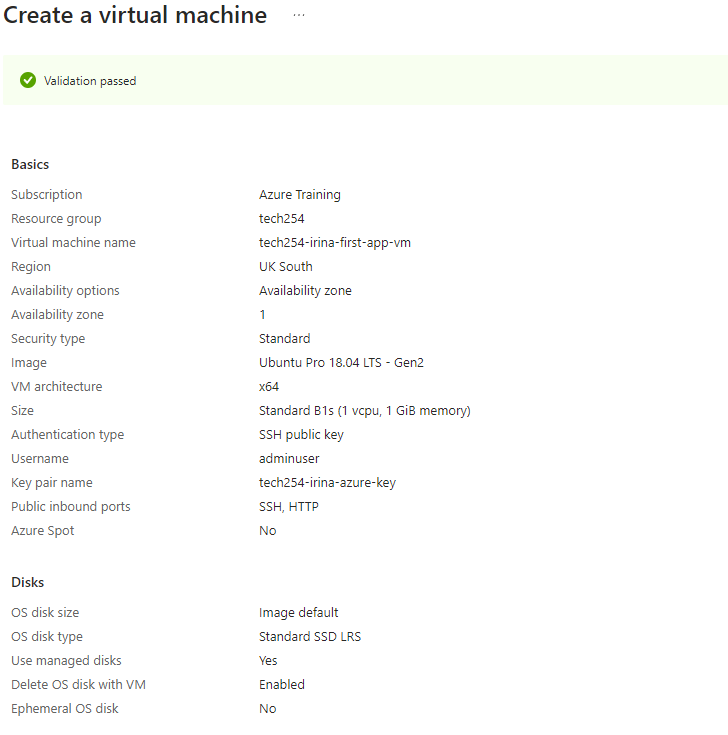 Create a virtual machine ...
Validation passed
Basics
Subscription Azure Training
Resource group tech254
Virtual machine name tech254-irina-first-app-vm
Region UK South
Availability options Availability zone
Availability zone 1
Security type Standard
Image Ubuntu Pro 18.04 LTS - Gen2
VM architecture x64
Size Standard B1s (1 vcpu, 1 GiB memory)
Authentication type SSH public key
Username adminuser
Key pair name tech254-irina-azure-key
Public inbound ports SSH, HTTP
Azure Spot No
Disks
OS disk size Image default
OS disk type Standard SSD LRS
Use managed disks Yes
Delete OS disk with VM Enabled
Ephemeral OS disk No